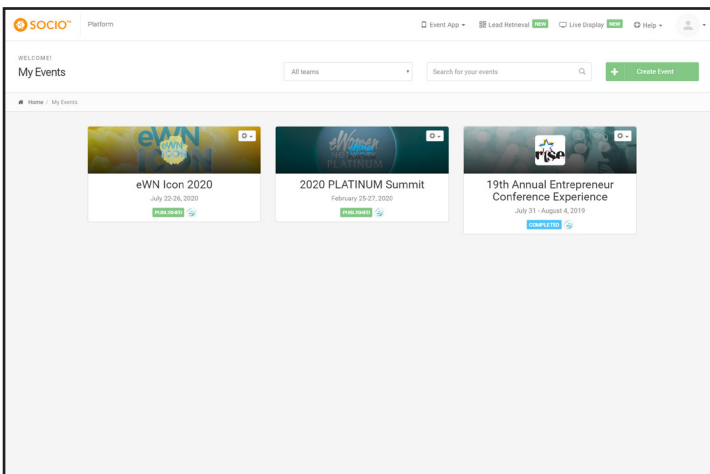 SOCIO™
Platform
Event App
Lead Retrieval NEW
Live Display NEW
Help
WELCOME!
My Events
All teams
Search for your events
Create Event
Home / My Events
eWN
ICON
eWomen
NETWORK
PLATINUM
rise
eWN Icon 2020
July 22-26, 2020
PUBLISHED
2020 PLATINUM Summit
February 25-27, 2020
PUBLISHED
19th Annual Entrepreneur
Conference Experience
July 31 - August 4, 2019
COMPLETED